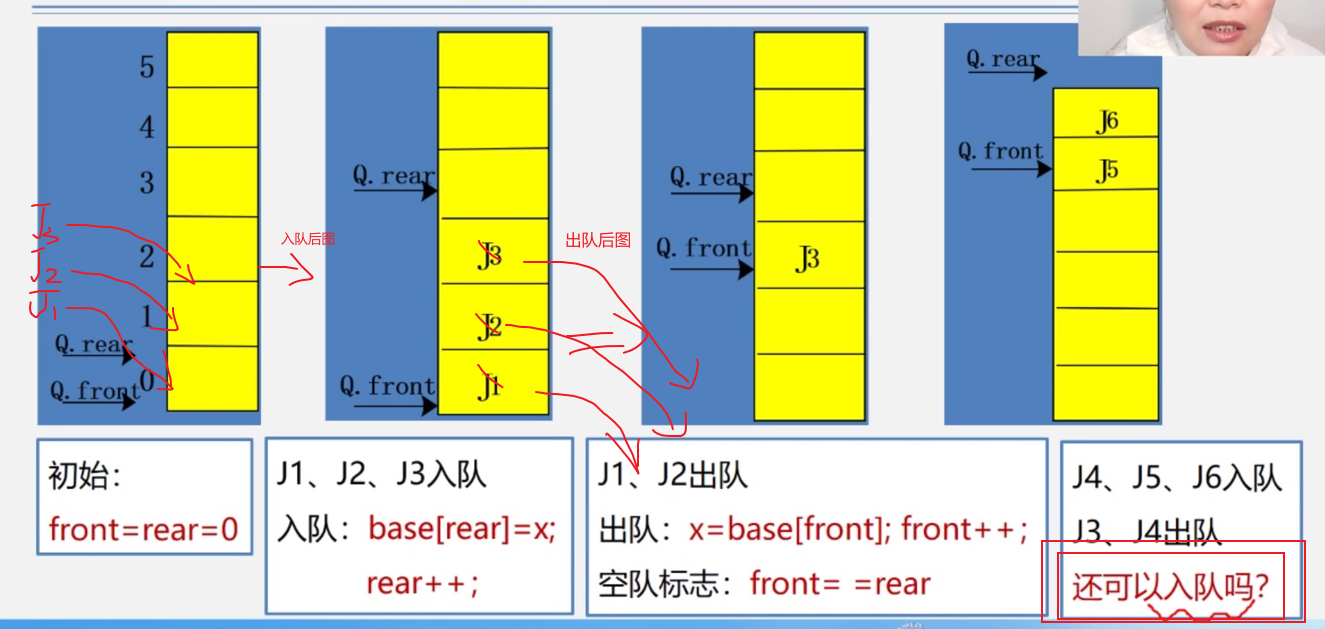 5
4
3
2
1
0
J3
J2
J1
Q.rear
Q.front
入队后图
Q.rear
J3
J2
J1
Q.front
出队后图
Q.rear
Q.front
J3
Q.rear
J6
Q.front
J5
初始:
front=rear=0
J1、J2、J3入队
入队: base[rear]=x;
rear++;
J1、J2出队
出队: x=base[front]; front++;
空队标志: front= =rear
J4、J5、J6入队
J3、J4出队
还可以入队吗?